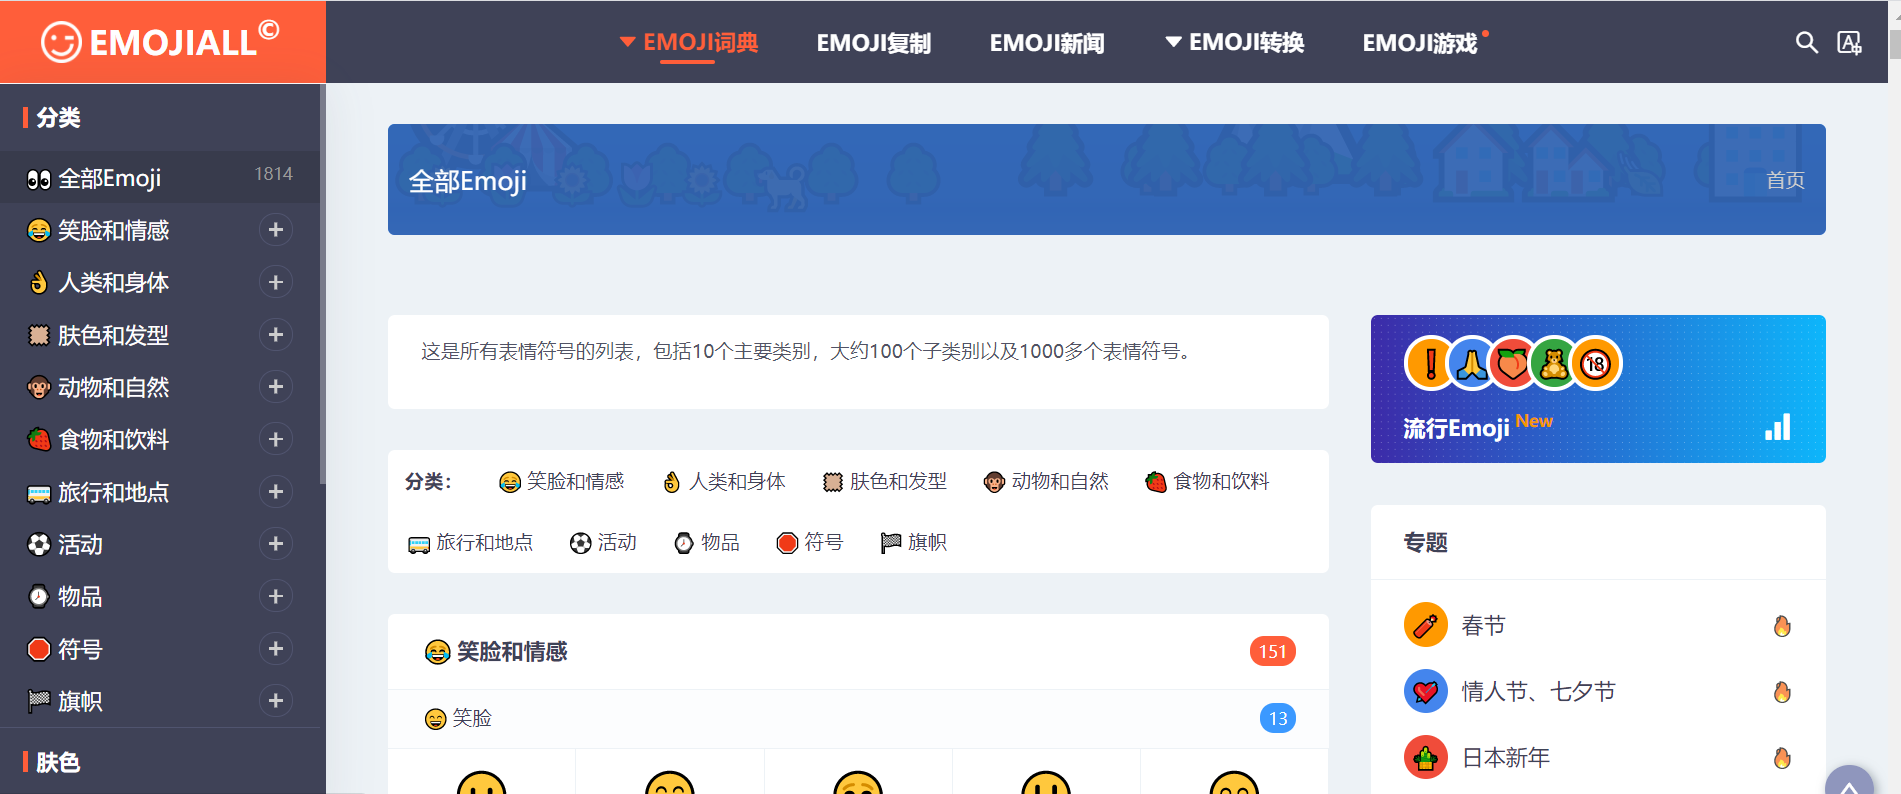 EMOJIALL©
EMOJI词典
EMOJI复制
EMOJI新闻
EMOJI转换
EMOJI游戏
分类
全部Emoji 1814
笑脸和情感
人类和身体
肤色和发型
动物和自然
食物和饮料
旅行和地点
活动
物品
符号
旗帜
肤色
全部Emoji
首页
这是所有表情符号的列表，包括10个主要类别，大约100个子类别以及1000多个表情符号。
分类： 笑脸和情感 人类和身体 肤色和发型 动物和自然 食物和饮料
旅行和地点 活动 物品 符号 旗帜
笑脸和情感 151
笑脸 13
18
流行Emoji New
专题
春节
情人节、七夕节
日本新年